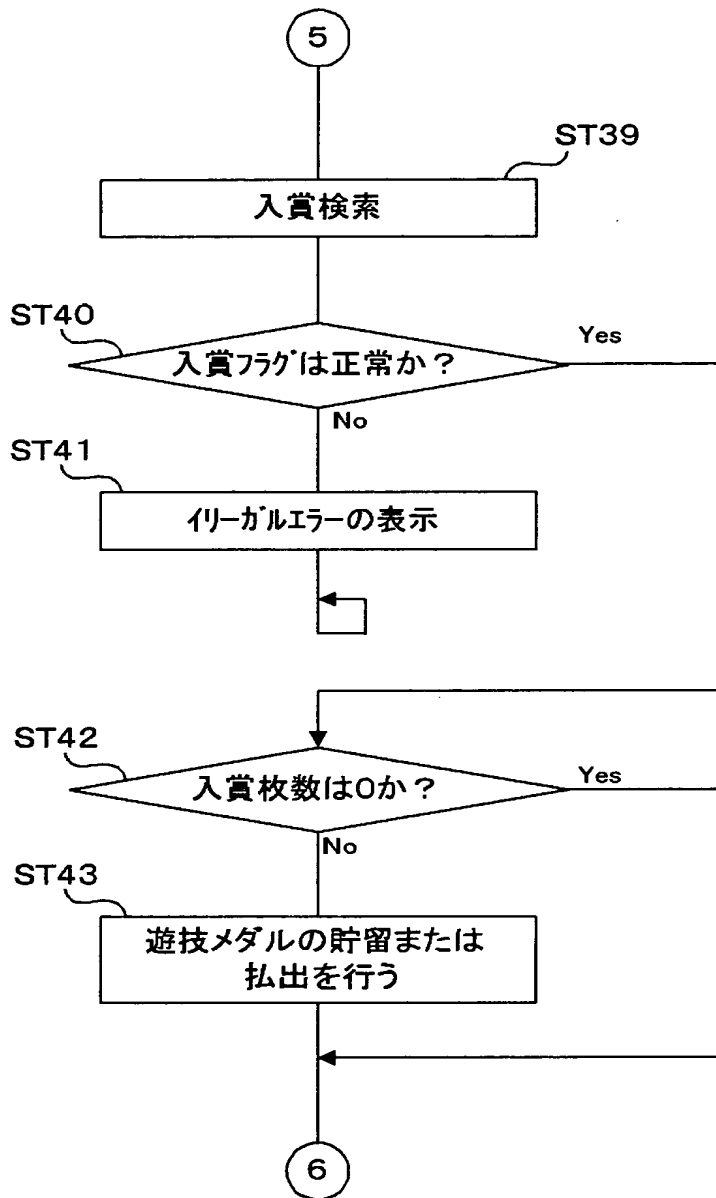 5
ST39
入賞検索
ST40
入賞フラグは正常か？
Yes
No
ST41
イリーガルエラーの表示
ST42
入賞枚数は0か？
Yes
No
ST43
遊技メダルの貯留または
払出を行う
6